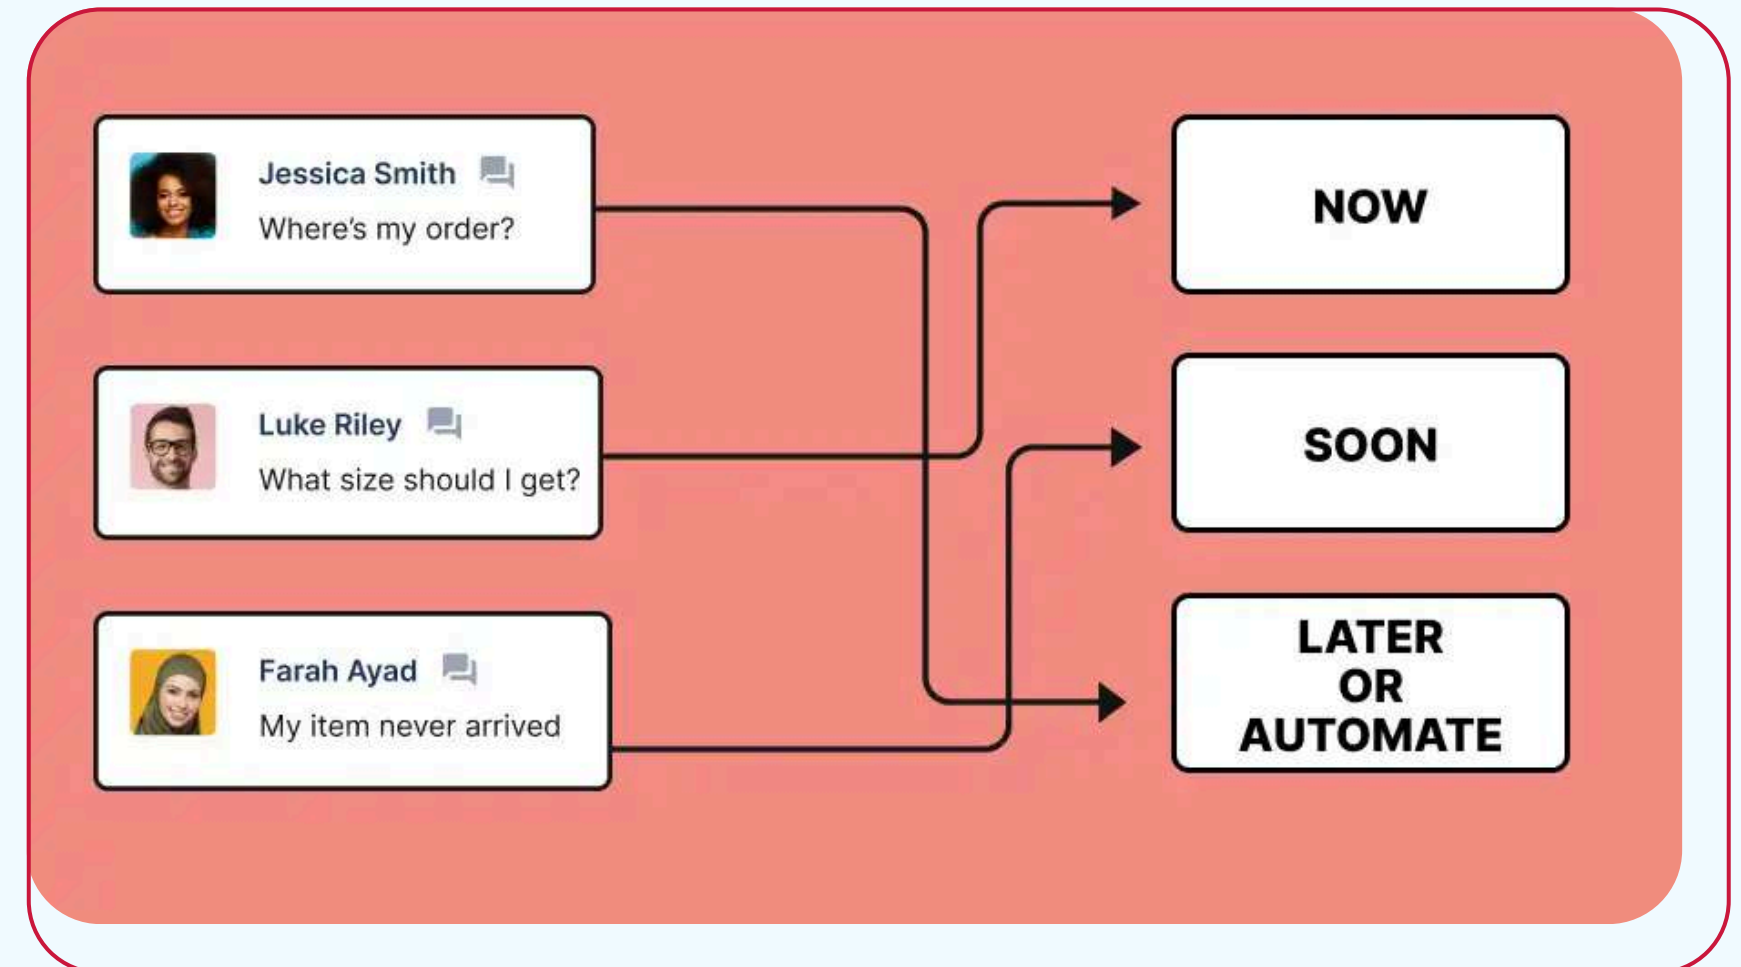 Jessica Smith
Where's my order?
Luke Riley
What size should I get?
Farah Ayad
My item never arrived
NOW
SOON
LATER
OR
AUTOMATE